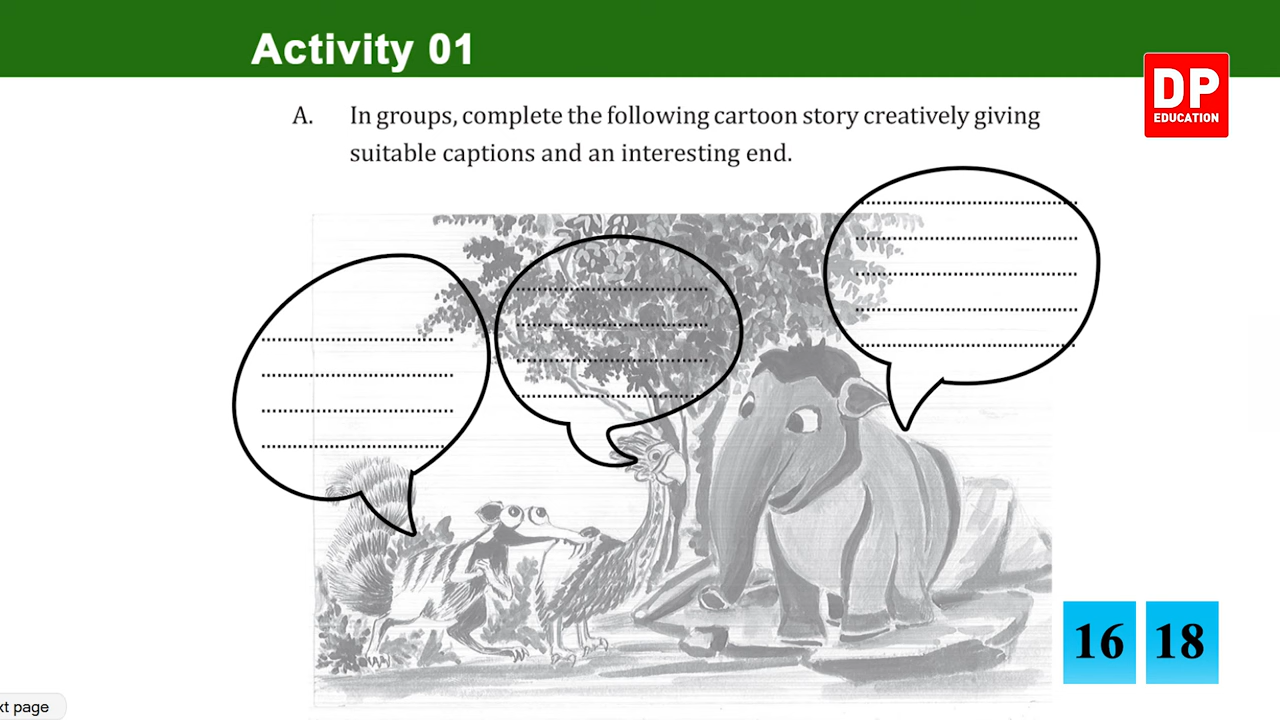 Activity 01
DP
EDUCATION
A. In groups, complete the following cartoon story creatively giving
suitable captions and an interesting end.
16 18
xt page